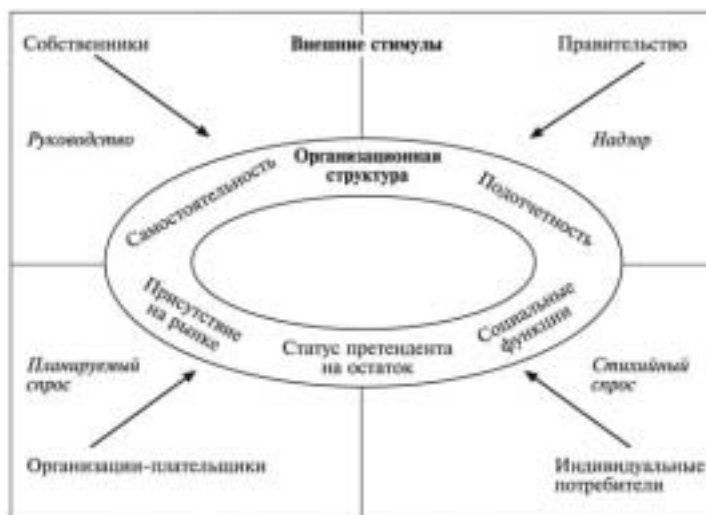 Собственники
Внешние стимулы
Правительство
Руководство
Надзор
Организационная
структура
Самостоятельность
Подотчетность
Присутствие
на рынке
Статус претендента
на остаток
Социальные
функции
Планируемый
спрос
Стихийный
спрос
Организации-плательщики
Индивидуальные
потребители